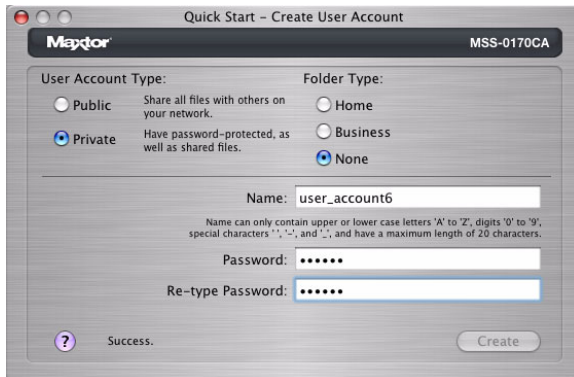 Quick Start – Create User Account
Maxtor
MSS-0170CA
User Account Type:
Public
Share all files with others on
your network.
Private
Have password-protected, as
well as shared files.
Folder Type:
Home
Business
None
Name: user_account6
Name can only contain upper or lower case letters 'A' to 'Z', digits '0' to '9',
special characters ' ', '-', and '_', and have a maximum length of 20 characters.
Password: ••••••
Re-type Password: ••••••
? Success.
Create